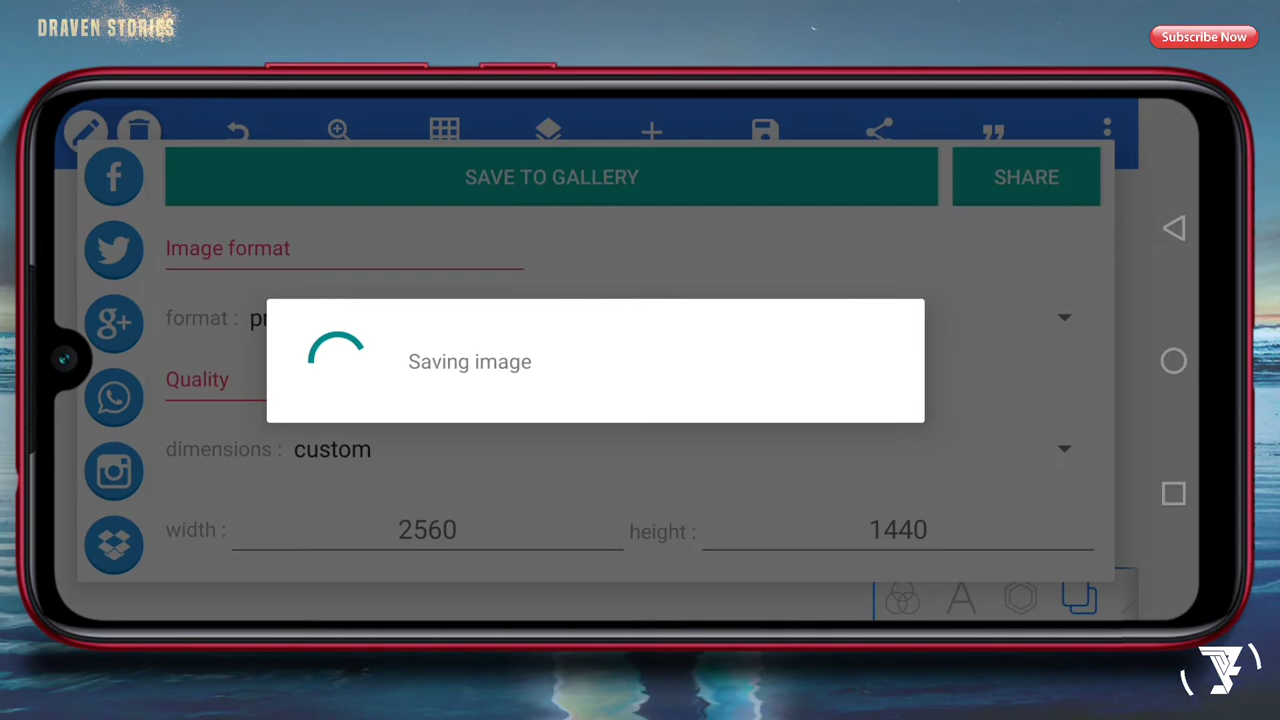 DRAVEN STORIES
Subscribe Now
SAVE TO GALLERY
SHARE
Image format
format :
Saving image
Quality
dimensions : custom
width : 2560 height : 1440